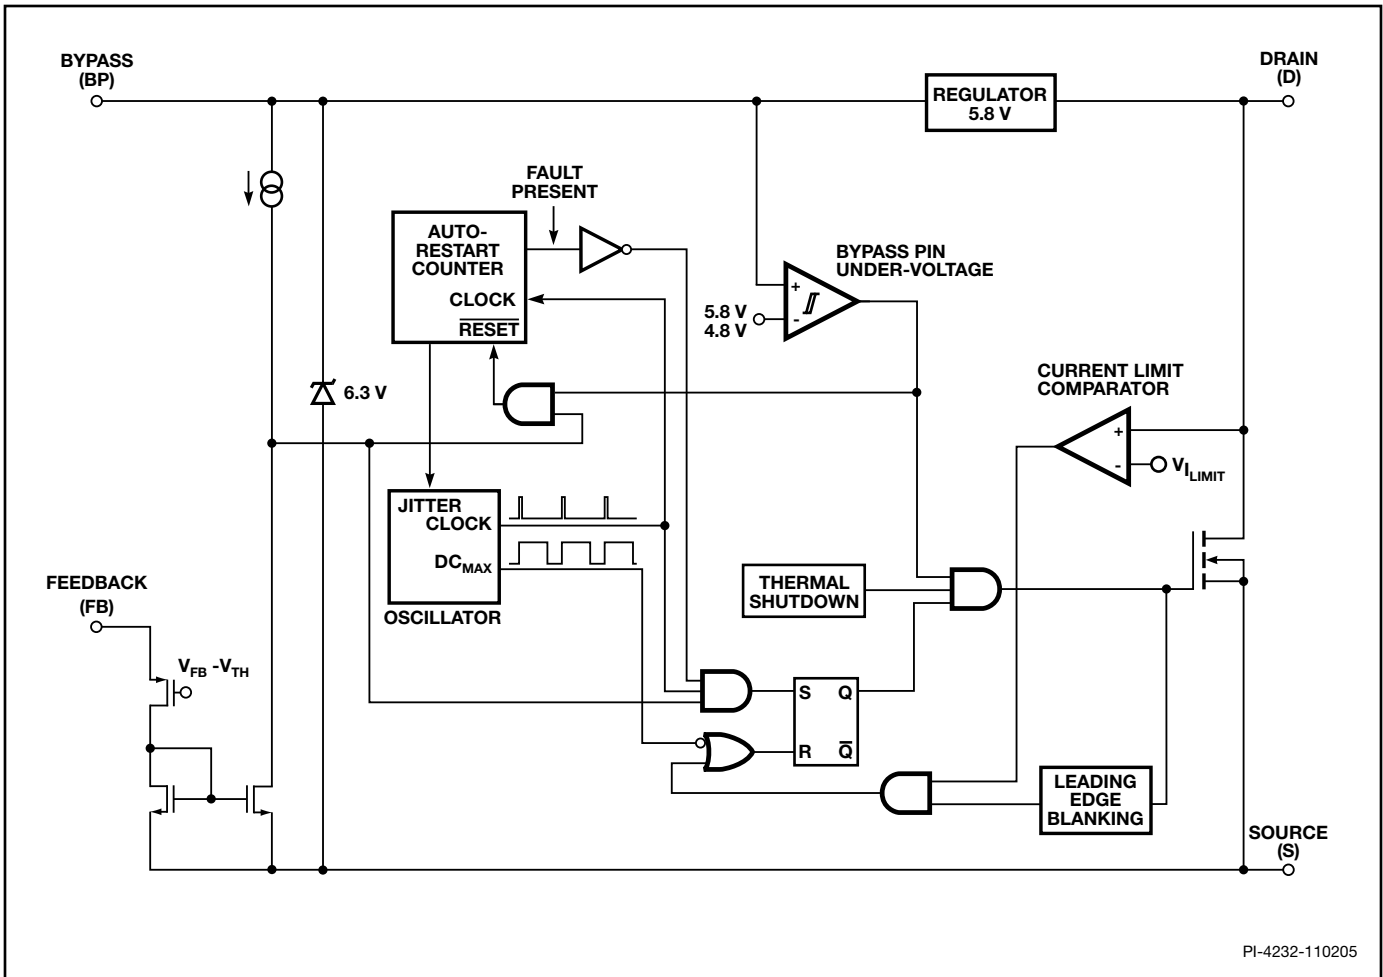 BYPASS
(BP)
DRAIN
(D)
REGULATOR
5.8 V
FAULT
PRESENT
AUTO-
RESTART
COUNTER
CLOCK
RESET
BYPASS PIN
UNDER-VOLTAGE
+
-
5.8 V
4.8 V
6.3 V
CURRENT LIMIT
COMPARATOR
+
-
VILIMIT
JITTER
CLOCK
DCMAX
OSCILLATOR
THERMAL
SHUTDOWN
FEEDBACK
(FB)
VFB -VTH
S Q
R Q̅
LEADING
EDGE
BLANKING
SOURCE
(S)
PI-4232-110205